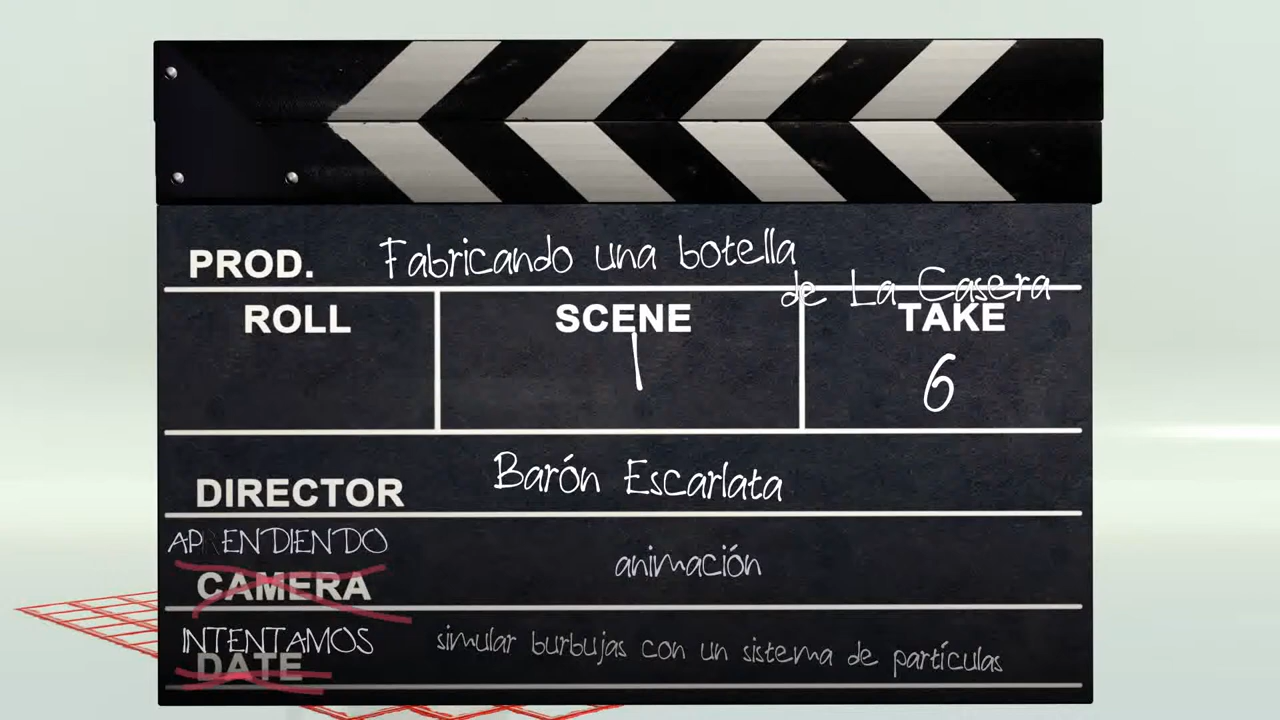 PROD. Fabricando una botella
de La Casera
ROLL SCENE TAKE
1 6
DIRECTOR Barón Escarlata
APRENDIENDO
CAMERA animación
INTENTAMOS simular burbujas con un sistema de partículas
DATE